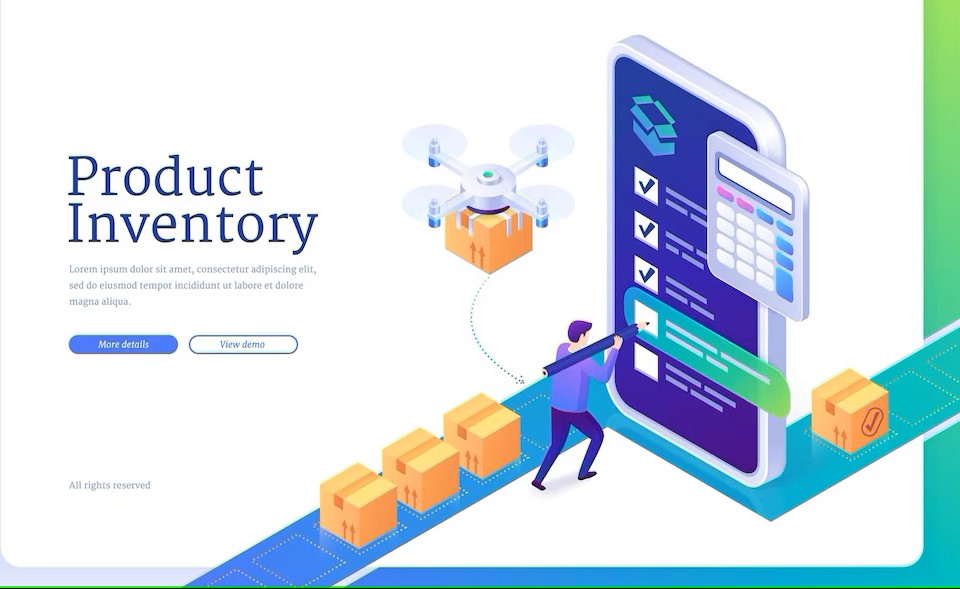 Product
Inventory
Lorem ipsum dolor sit amet, consectetur adipiscing elit,
sed do eiusmod tempor incididunt ut labore et dolore
magna aliqua.
More details
View demo
All rights reserved